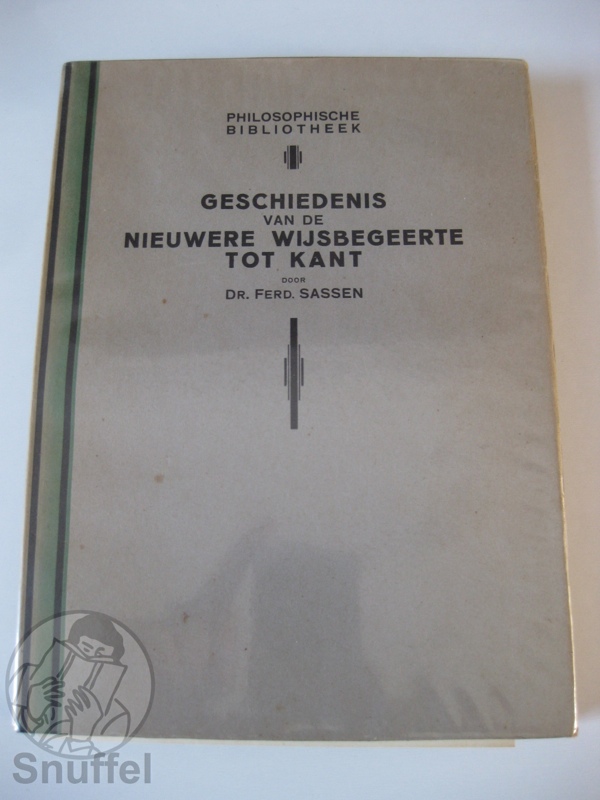 PHILOSOPHISCHE
BIBLIOTHEEK
GESCHIEDENIS
VAN DE
NIEUWERE WIJSBEGEERTE
TOT KANT
DOOR
DR. FERD. SASSEN
Snuffel